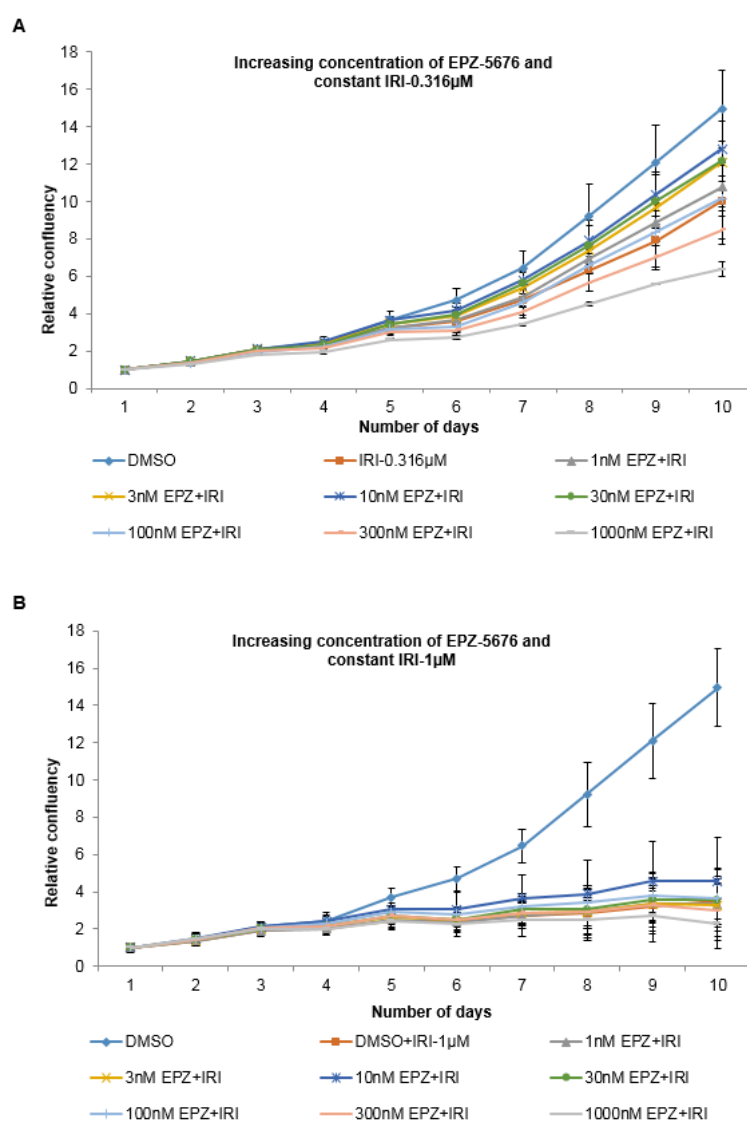 A
Increasing concentration of EPZ-5676 and
constant IRI-0.316µM
18
16
14
12
10
8
6
4
2
0
Relative confluency
1 2 3 4 5 6 7 8 9 10
Number of days
DMSO IRI-0.316µM 1nM EPZ+IRI
3nM EPZ+IRI 10nM EPZ+IRI 30nM EPZ+IRI
100nM EPZ+IRI 300nM EPZ+IRI 1000nM EPZ+IRI
B
Increasing concentration of EPZ-5676 and
constant IRI-1µM
18
16
14
12
10
8
6
4
2
0
Relative confluency
1 2 3 4 5 6 7 8 9 10
Number of days
DMSO DMSO+IRI-1µM 1nM EPZ+IRI
3nM EPZ+IRI 10nM EPZ+IRI 30nM EPZ+IRI
100nM EPZ+IRI 300nM EPZ+IRI 1000nM EPZ+IRI